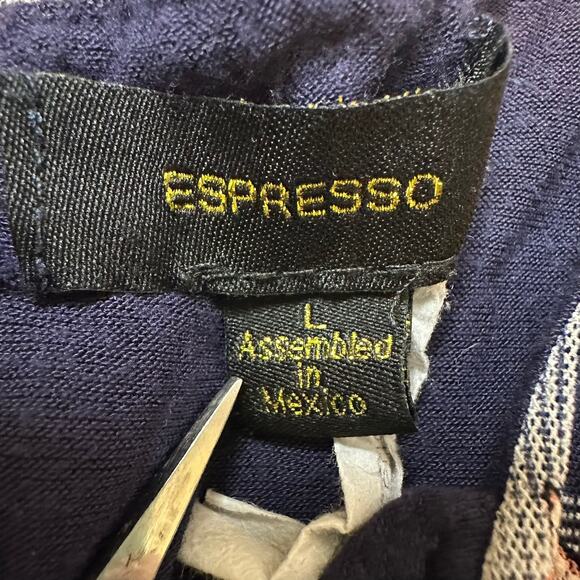 ESPRESSO
L
Assembled
in
Mexico